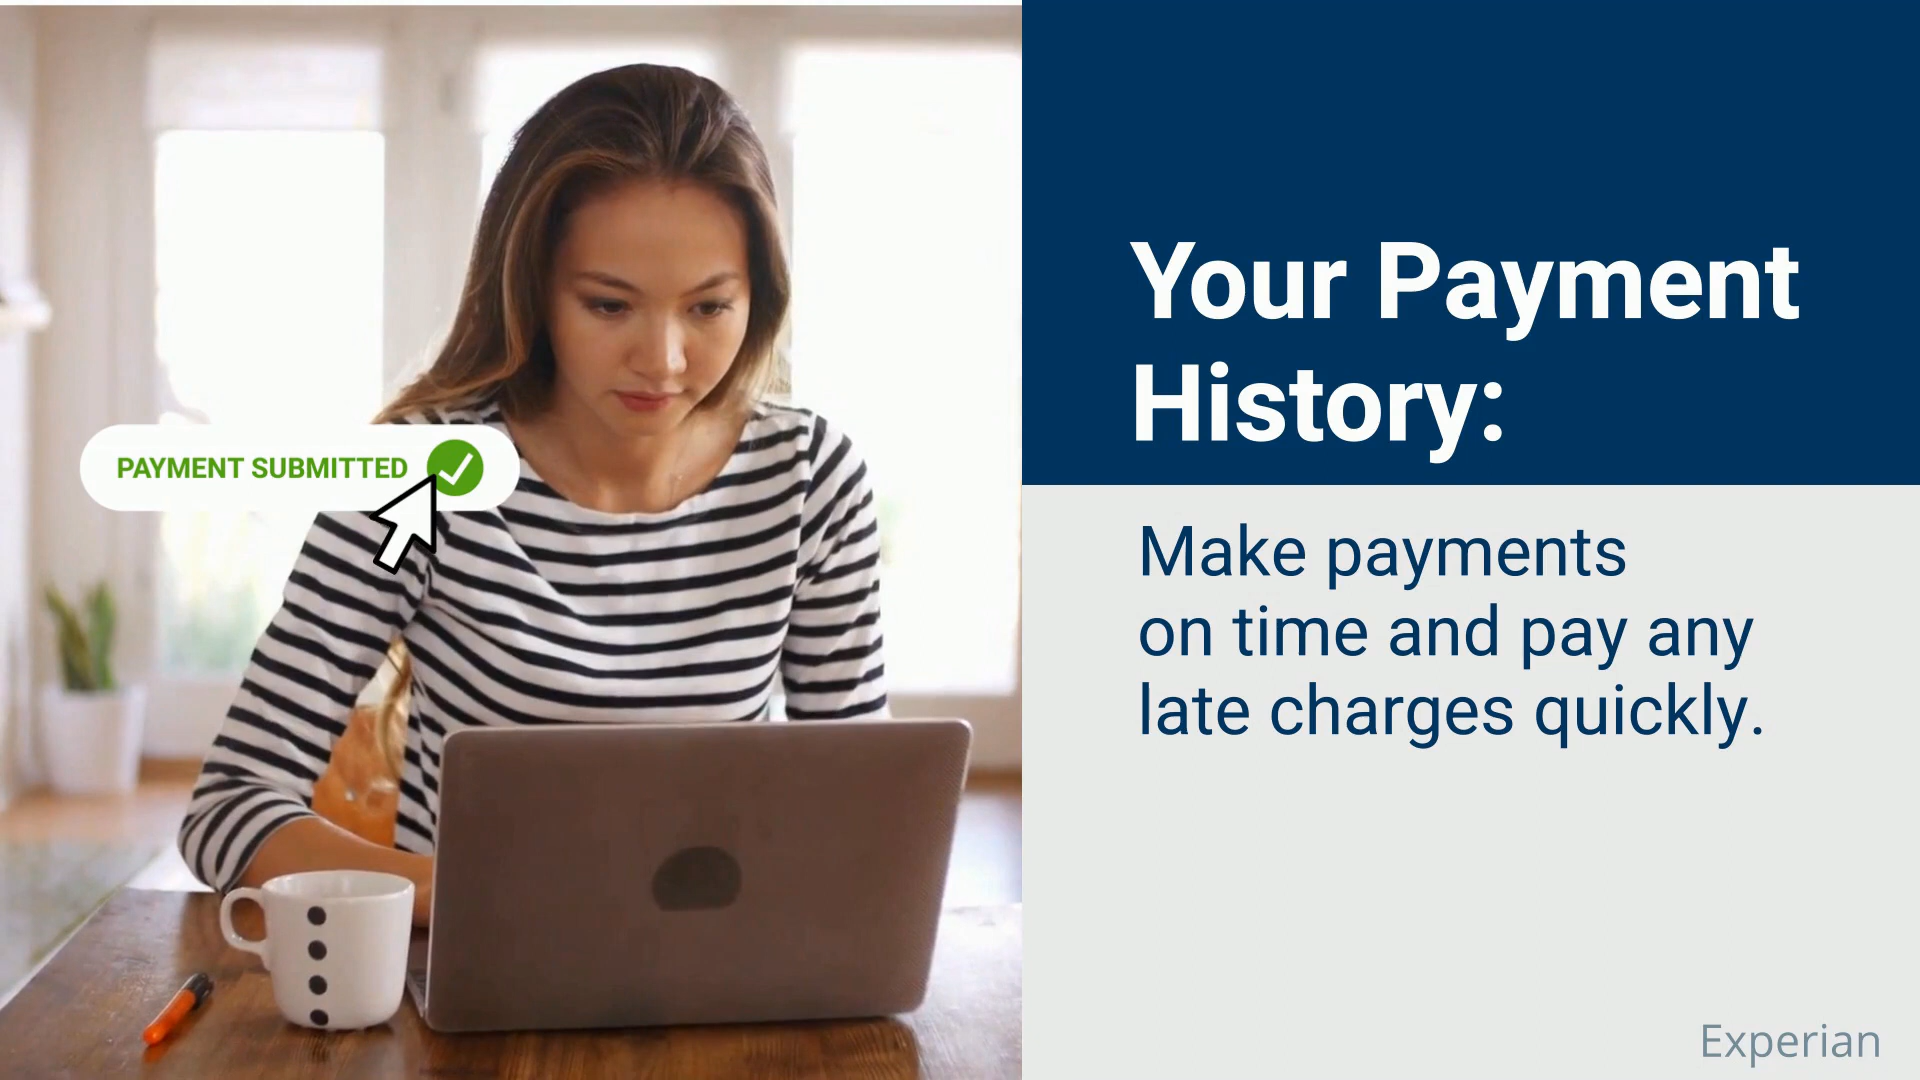 PAYMENT SUBMITTED
Your Payment
History:
Make payments
on time and pay any
late charges quickly.
Experian